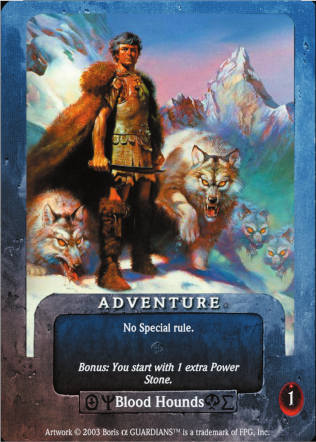 ADVENTURE
No Special rule.
Bonus: You start with 1 extra Power
Stone.
Blood Hounds
1
Artwork © 2003 Boris α GUARDIANS™ is a trademark of FPG, Inc.